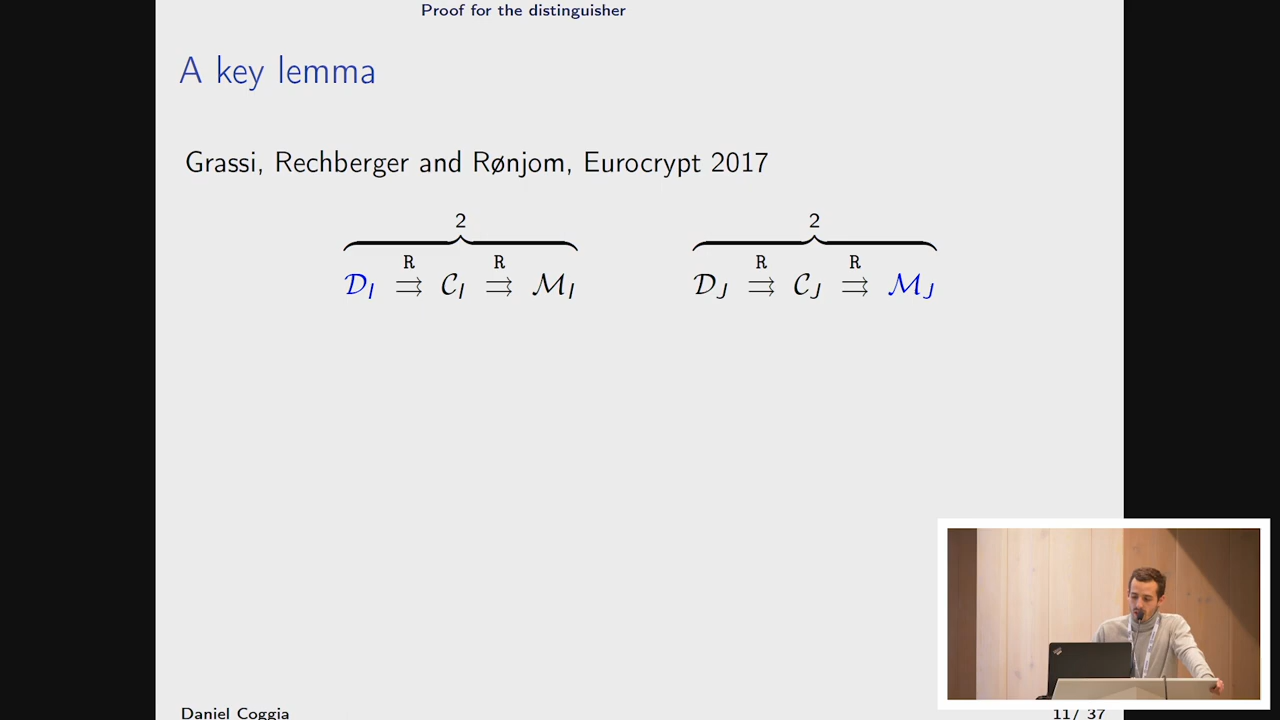 Proof for the distinguisher
A key lemma
Grassi, Rechberger and Rønjom, Eurocrypt 2017
2 2
R R R R
𝒟_I ⇉ 𝒞_I ⇉ ℳ_I 𝒟_J ⇉ 𝒞_J ⇉ ℳ_J
Daniel Coggia 11/ 37